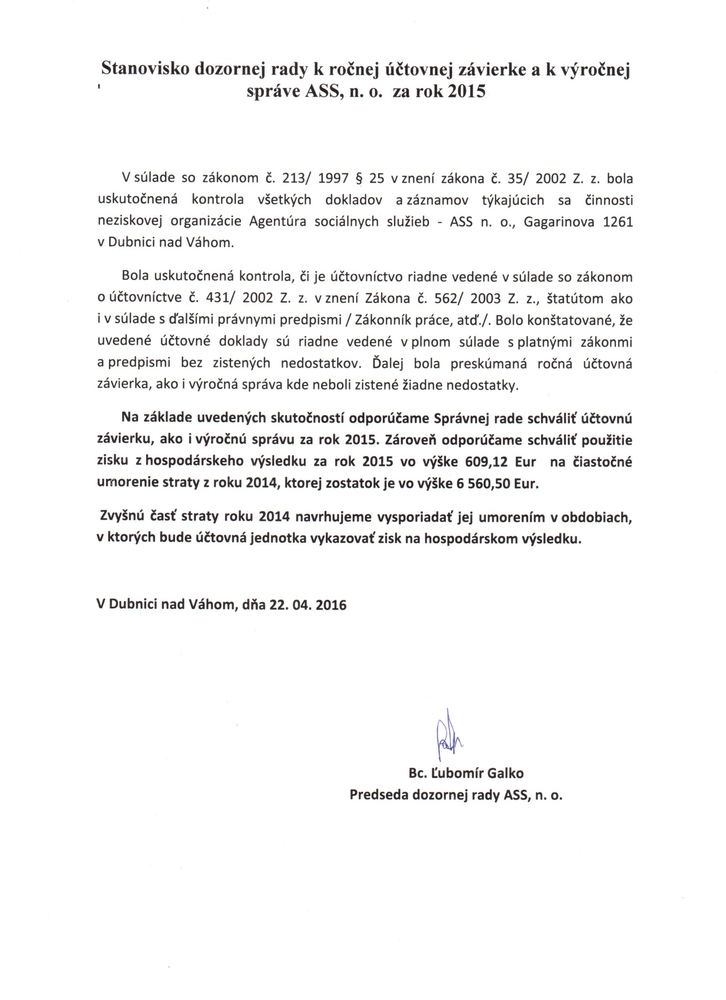 Stanovisko dozornej rady k ročnej účtovnej závierke a k výročnej
správe ASS, n. o. za rok 2015
V súlade so zákonom č. 213/ 1997 § 25 v znení zákona č. 35/ 2002 Z. z. bola
uskutočnená kontrola všetkých dokladov a záznamov týkajúcich sa činnosti
neziskovej organizácie Agentúra sociálnych služieb - ASS n. o., Gagarinova 1261
v Dubnici nad Váhom.
Bola uskutočnená kontrola, či je účtovníctvo riadne vedené v súlade so zákonom
o účtovníctve č. 431/ 2002 Z. z. v znení Zákona č. 562/ 2003 Z. z., štatútom ako
i v súlade s ďalšími právnymi predpismi / Zákonník práce, atď./. Bolo konštatované, že
uvedené účtovné doklady sú riadne vedené v plnom súlade s platnými zákonmi
a predpismi bez zistených nedostatkov. Ďalej bola preskúmaná ročná účtovná
závierka, ako i výročná správa kde neboli zistené žiadne nedostatky.
Na základe uvedených skutočností odporúčame Správnej rade schváliť účtovnú
závierku, ako i výročnú správu za rok 2015. Zároveň odporúčame schváliť použitie
zisku z hospodárskeho výsledku za rok 2015 vo výške 609,12 Eur na čiastočné
umorenie straty z roku 2014, ktorej zostatok je vo výške 6 560,50 Eur.
Zvyšnú časť straty roku 2014 navrhujeme vysporiadať jej umorením v obdobiach,
v ktorých bude účtovná jednotka vykazovať zisk na hospodárskom výsledku.
V Dubnici nad Váhom, dňa 22. 04. 2016
Bc. Ľubomír Galko
Predseda dozornej rady ASS, n. o.